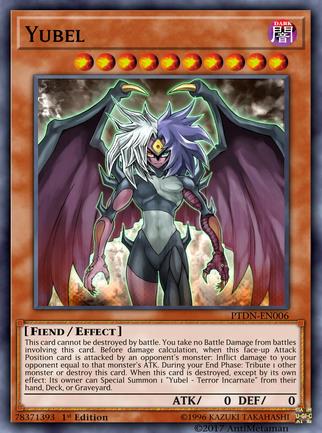 Yubel
DARK
闇
PTDN-EN006
[Fiend / Effect]
This card cannot be destroyed by battle. You take no Battle Damage from battles
involving this card. Before damage calculation, when this face-up Attack
Position card is attacked by an opponent's monster: Inflict damage to your
opponent equal to that monster's ATK. During your End Phase: Tribute 1 other
monster or destroy this card. When this card is destroyed, except by its own
effect: Its owner can Special Summon 1 "Yubel - Terror Incarnate" from their
hand, Deck, or Graveyard.
ATK/ 0 DEF/ 0
78371393 1st Edition ©1996 KAZUKI TAKAHASHI
©2017 AntiMetaman